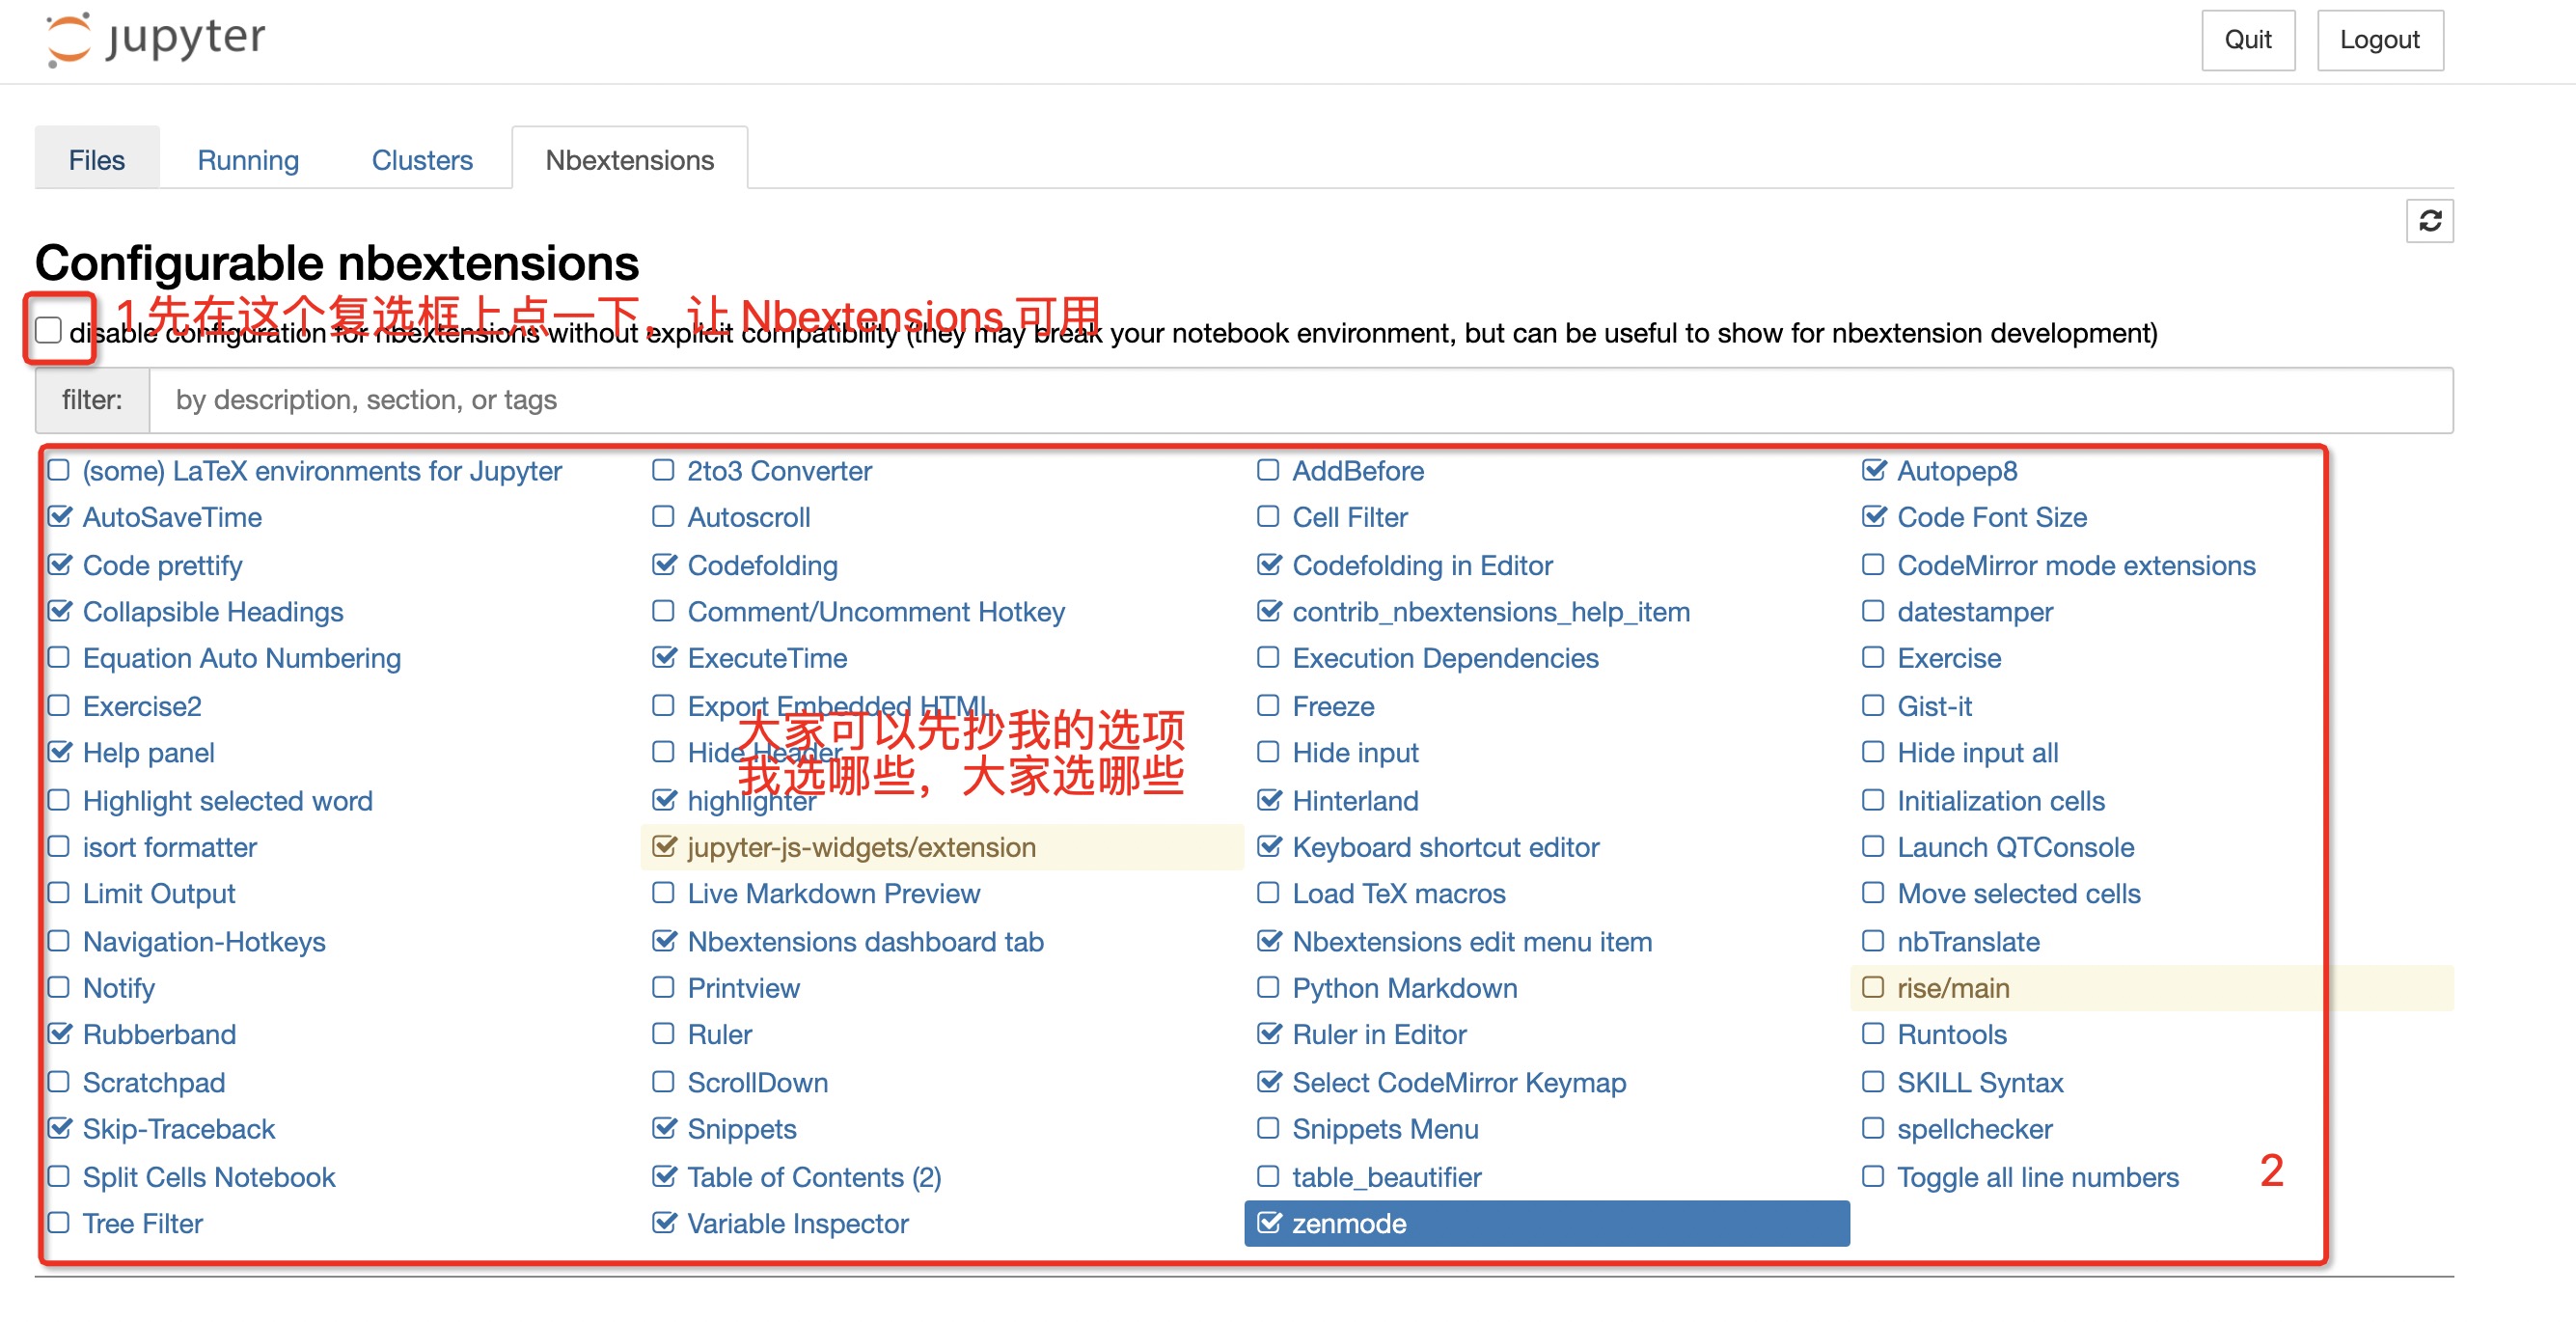 jupyter
Quit Logout
Files Running Clusters Nbextensions
Configurable nbextensions
1 先在这个复选框上点一下，让 Nbextensions 可用
disable configuration for nbextensions without explicit compatibility (they may break your notebook environment, but can be useful to show for nbextension development)
filter: by description, section, or tags
(some) LaTeX environments for Jupyter 2to3 Converter AddBefore Autopep8
AutoSaveTime Autoscroll Cell Filter Code Font Size
Code prettify Codefolding Codefolding in Editor CodeMirror mode extensions
Collapsible Headings Comment/Uncomment Hotkey contrib_nbextensions_help_item datestamper
Equation Auto Numbering ExecuteTime Execution Dependencies Exercise
Exercise2 Export Embedded HTML Freeze Gist-it
大家可以先抄我的选项
Help panel Hide Header Hide input Hide input all
我选哪些，大家选哪些
Highlight selected word highlighter Hinterland Initialization cells
isort formatter jupyter-js-widgets/extension Keyboard shortcut editor Launch QTConsole
Limit Output Live Markdown Preview Load TeX macros Move selected cells
Navigation-Hotkeys Nbextensions dashboard tab Nbextensions edit menu item nbTranslate
Notify Printview Python Markdown rise/main
Rubberband Ruler Ruler in Editor Runtools
Scratchpad ScrollDown Select CodeMirror Keymap SKILL Syntax
Skip-Traceback Snippets Snippets Menu spellchecker
Split Cells Notebook Table of Contents (2) table_beautifier Toggle all line numbers 2
Tree Filter Variable Inspector zenmode